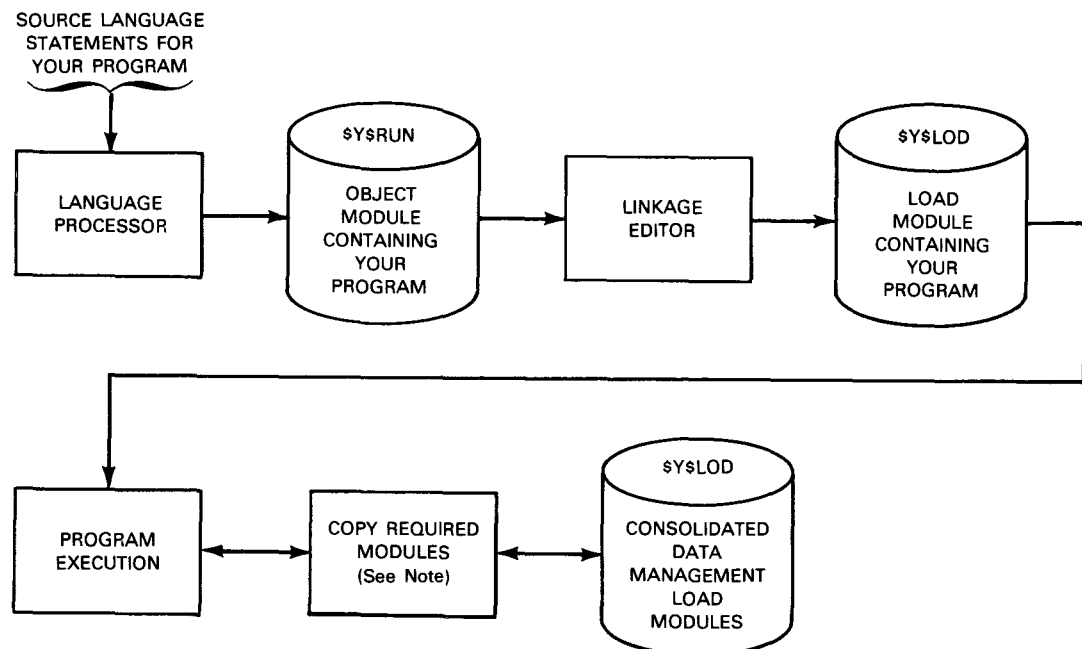 SOURCE LANGUAGE
STATEMENTS FOR
YOUR PROGRAM
LANGUAGE
PROCESSOR
$Y$RUN
OBJECT
MODULE
CONTAINING
YOUR
PROGRAM
LINKAGE
EDITOR
$Y$LOD
LOAD
MODULE
CONTAINING
YOUR
PROGRAM
PROGRAM
EXECUTION
COPY REQUIRED
MODULES
(See Note)
$Y$LOD
CONSOLIDATED
DATA
MANAGEMENT
LOAD
MODULES